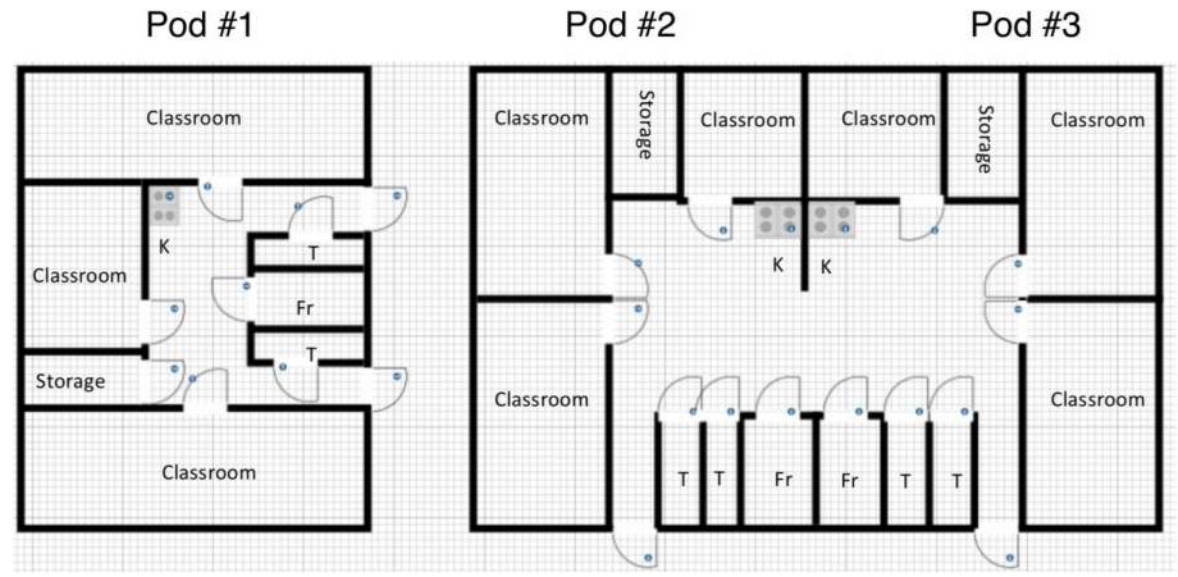 Pod #1
Pod #2
Pod #3
Classroom
K
T
Fr
T
Classroom
Storage
Classroom
Classroom
Storage
Classroom
Classroom
Storage
Classroom
K
K
Classroom
Classroom
T
T
Fr
Fr
T
T